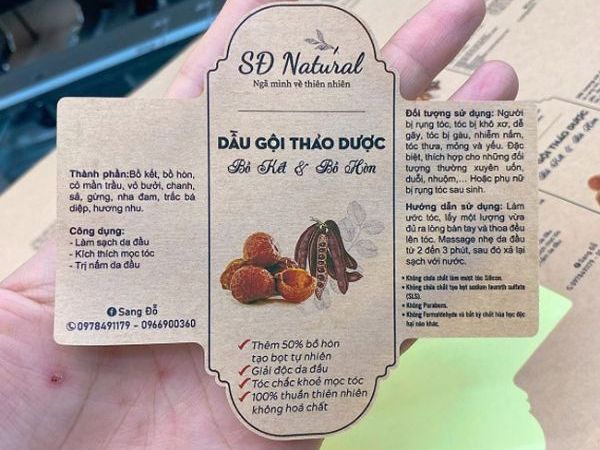 SĐ Natural
Ngã mình về thiên nhiên
DẦU GỘI THẢO DƯỢC
Bồ Kết & Bồ Hòn
Thêm 50% bồ hòn
tạo bọt tự nhiên
Giải độc da đầu
Tóc chắc khoẻ mọc tóc
100% thuần thiên nhiên
không hoá chất
Thành phần:Bồ kết, bồ hòn,
cỏ mần trầu, vỏ bưởi, chanh,
sả, gừng, nha đam, trắc bá
diệp, hương nhu.
Công dụng:
- Làm sạch da đầu
- Kích thích mọc tóc
- Trị nấm da đầu
Sang Đỗ
0978491179 - 0966900360
Đối tượng sử dụng: Người
bị rụng tóc, tóc bị khô xơ, dễ
gãy, tóc bị gàu, nhiễm nấm,
tóc thưa, mỏng và yếu. Đặc
biệt, thích hợp cho những đối
tượng thường xuyên uốn,
duỗi, nhuộm,... Hoặc phụ nữ
bị rụng tóc sau sinh.
Hướng dẫn sử dụng: Làm
ước tóc, lấy một lượng vừa
đủ ra lòng bàn tay và thoa đều
lên tóc. Massage nhẹ da đầu
từ 2 đến 3 phút, sau đó xả lại
sạch với nước.
• Không chứa chất làm mượt tóc Silicon.
• Không chứa chất tạo bọt sodium laureth sulfate
(SLS).
• Không Parabens.
• Không Formaldehyde và bất kỳ chất hóa học độc
hại nào khác.
THẢO DƯỢC